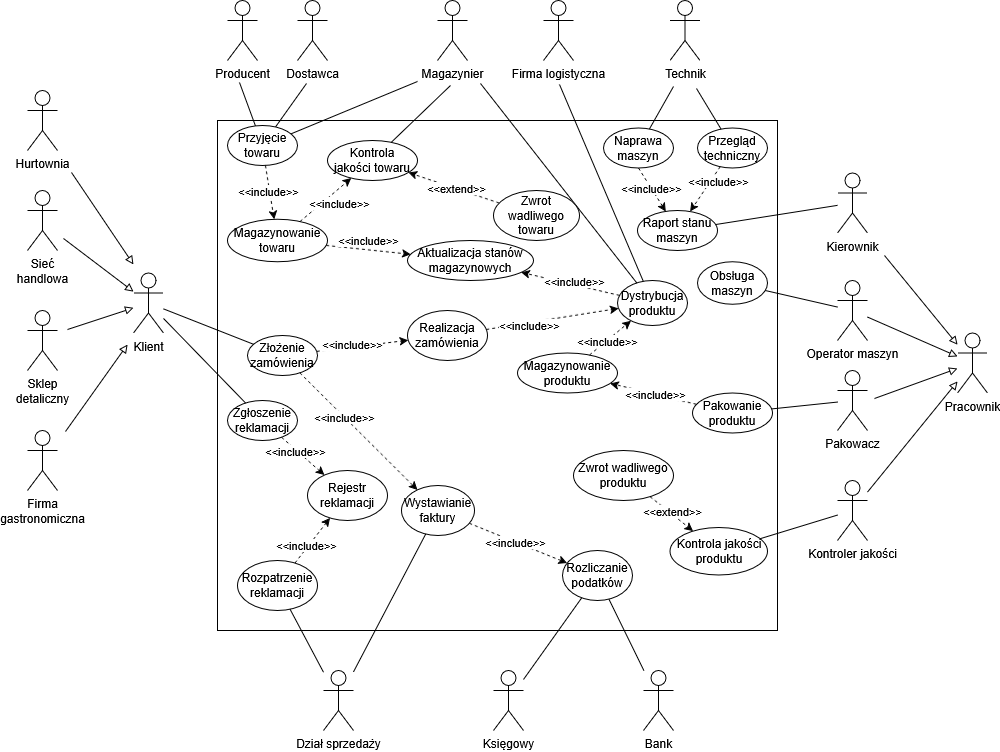 Producent
Dostawca
Magazynier
Firma logistyczna
Technik
Hurtownia
Przyjęcie
towaru
Kontrola
jakości towaru
Naprawa
maszyn
Przegląd
techniczny
<<include>>
<<include>>
<<extend>>
<<include>>
<<include>>
Sieć
handlowa
Magazynowanie
towaru
Zwrot
wadliwego
towaru
Raport stanu
maszyn
Kierownik
<<include>>
Aktualizacja stanów
magazynowych
<<include>>
Obsługa
maszyn
Dystrybucja
produktu
Klient
Złożenie
zamówienia
<<include>>
Realizacja
zamówienia
<<include>>
<<include>>
Operator maszyn
Sklep
detaliczny
Magazynowanie
produktu
<<include>>
Pakowanie
produktu
Pracownik
Pakowacz
Zgłoszenie
reklamacji
<<include>>
<<include>>
Firma
gastronomiczna
Rejestr
reklamacji
Wystawianie
faktury
Zwrot wadliwego
produktu
<<extend>>
Kontrola jakości
produktu
Kontroler jakości
<<include>>
<<include>>
Rozpatrzenie
reklamacji
Rozliczanie
podatków
Dział sprzedaży
Księgowy
Bank